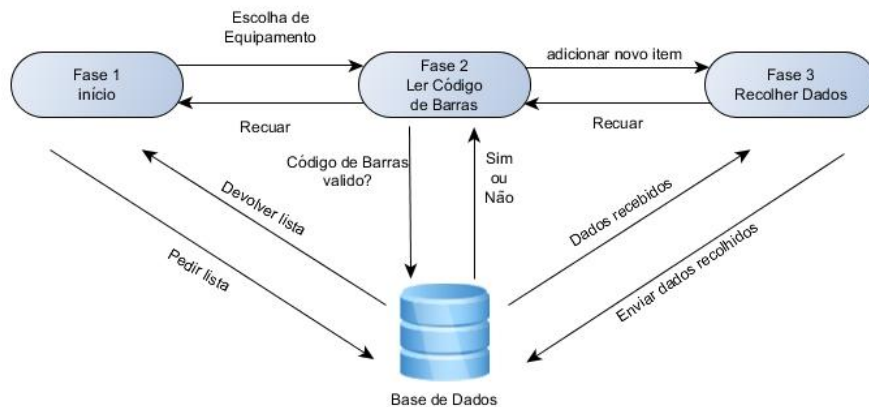 Escolha de
Equipamento
Fase 1
início
Fase 2
Ler Código
de Barras
adicionar novo item
Fase 3
Recolher Dados
Recuar
Recuar
Código de Barras
valido?
Sim
ou
Não
Devolver lista
Pedir lista
Dados recebidos
Enviar dados recolhidos
Base de Dados